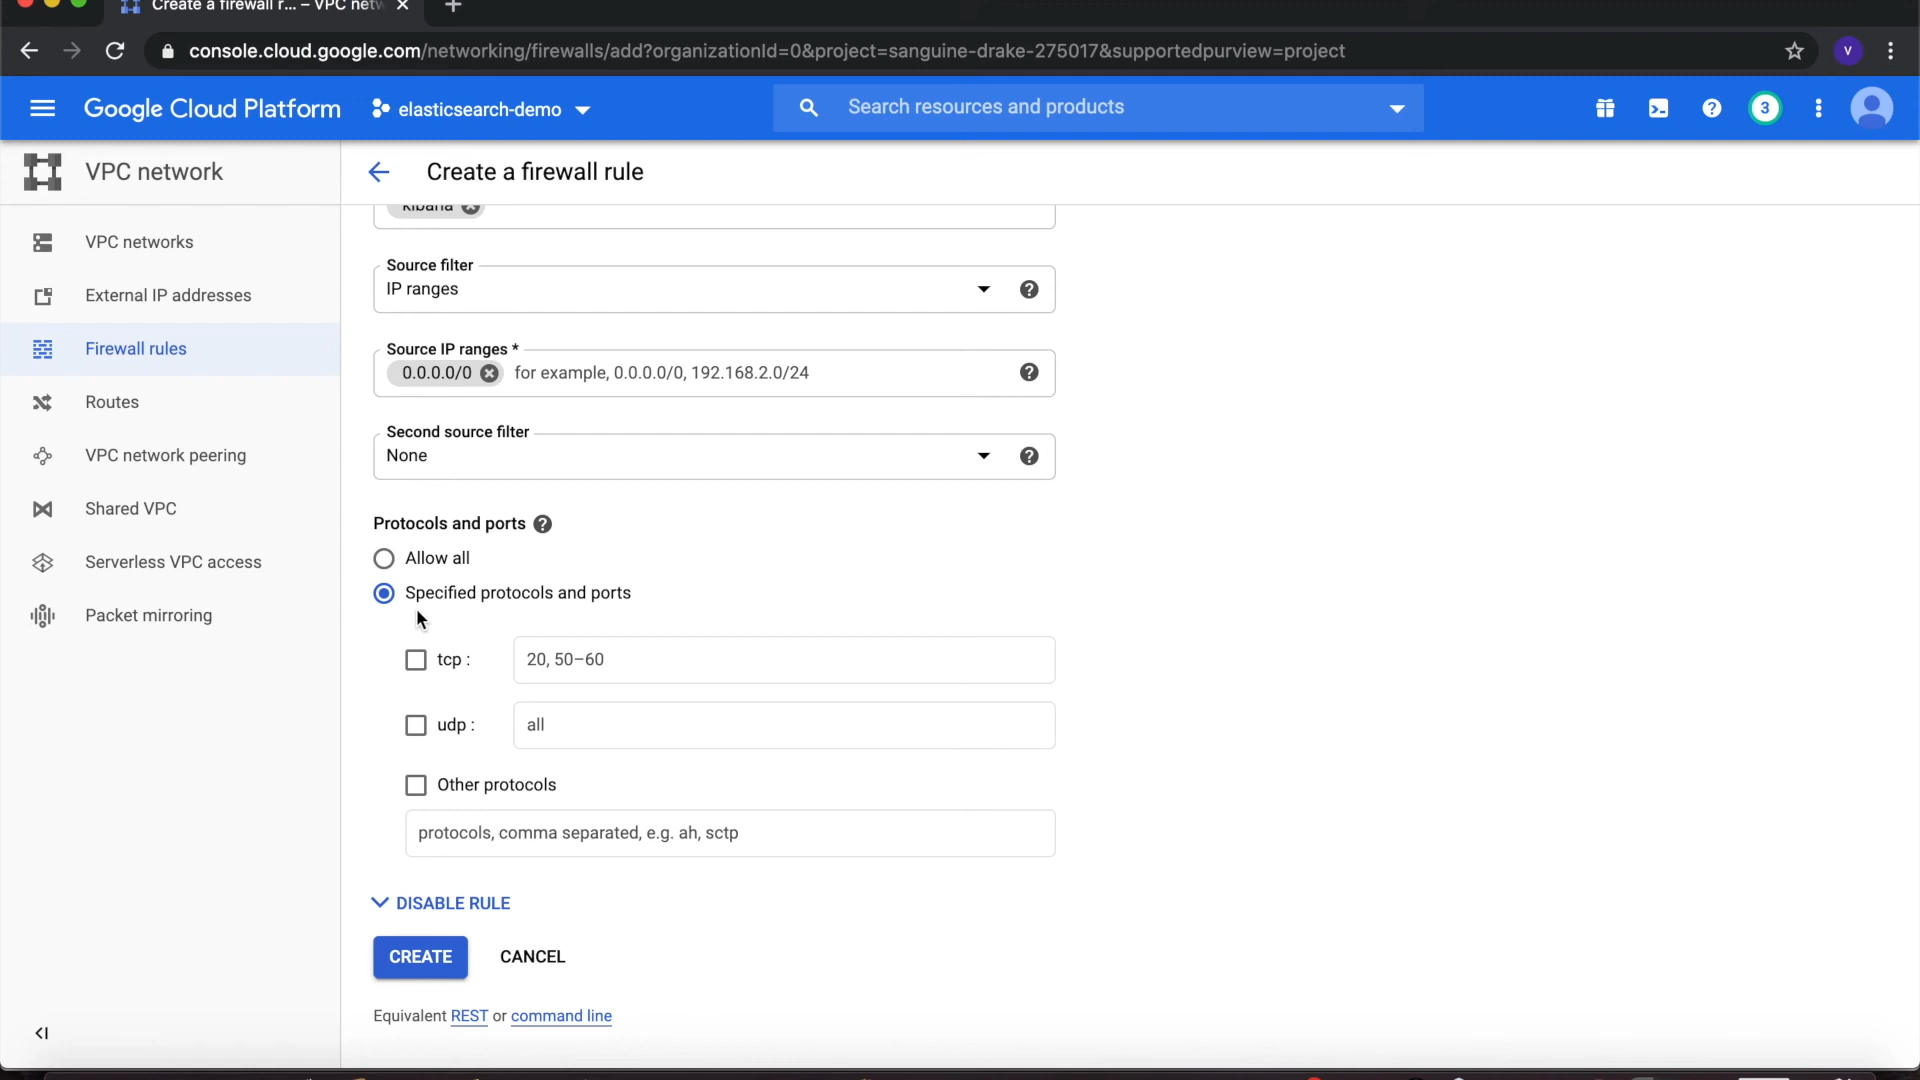 Create a firewall r... – VPC netw
console.cloud.google.com/networking/firewalls/add?organizationId=0&project=sanguine-drake-275017&supportedpurview=project
V
Google Cloud Platform
elasticsearch-demo
Search resources and products
3
VPC network
Create a firewall rule
VPC networks
External IP addresses
Firewall rules
Routes
VPC network peering
Shared VPC
Serverless VPC access
Packet mirroring
kibana
Source filter
IP ranges
Source IP ranges *
0.0.0.0/0 for example, 0.0.0.0/0, 192.168.2.0/24
Second source filter
None
Protocols and ports
Allow all
Specified protocols and ports
tcp : 20, 50–60
udp : all
Other protocols
protocols, comma separated, e.g. ah, sctp
DISABLE RULE
CREATE CANCEL
Equivalent REST or command line